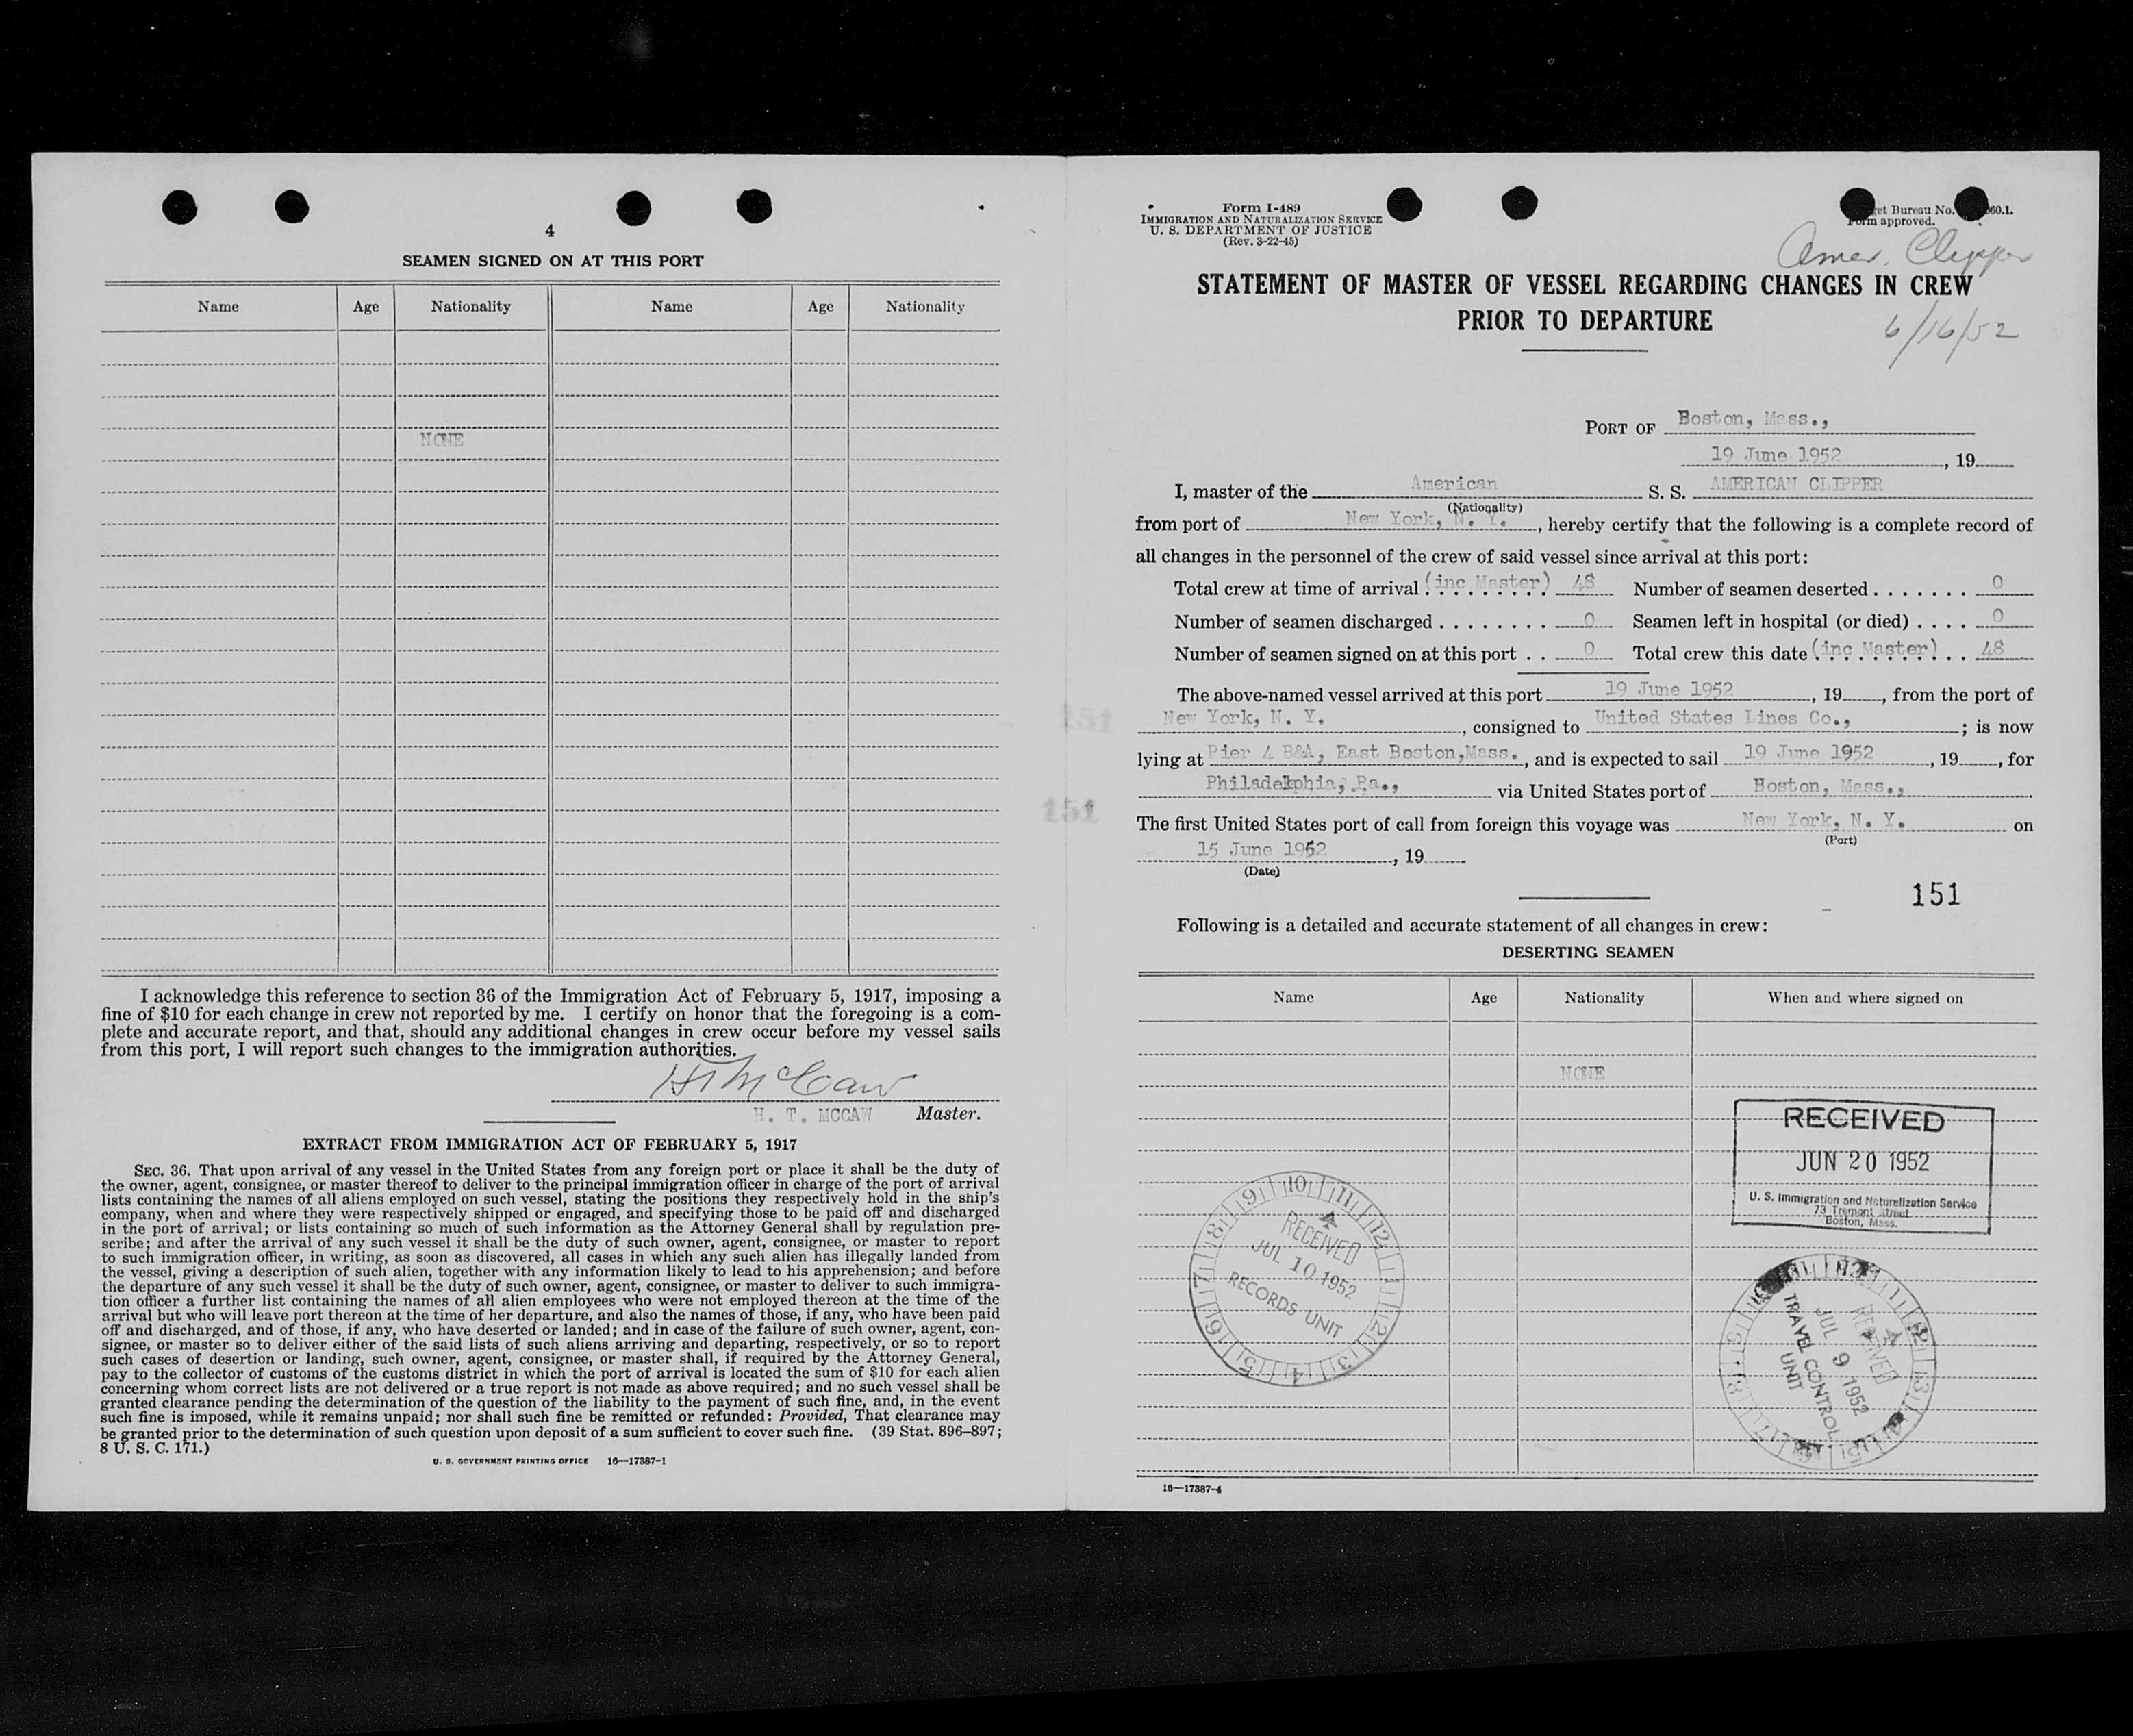 4
SEAMEN SIGNED ON AT THIS PORT
Name Age Nationality Name Age Nationality
NONE
I acknowledge this reference to section 36 of the Immigration Act of February 5, 1917, imposing a
fine of $10 for each change in crew not reported by me. I certify on honor that the foregoing is a com-
plete and accurate report, and that, should any additional changes in crew occur before my vessel sails
from this port, I will report such changes to the immigration authorities.
H T McCaw
H. T. MCCAW Master.
EXTRACT FROM IMMIGRATION ACT OF FEBRUARY 5, 1917
SEC. 36. That upon arrival of any vessel in the United States from any foreign port or place it shall be the duty of
the owner, agent, consignee, or master thereof to deliver to the principal immigration officer in charge of the port of arrival
lists containing the names of all aliens employed on such vessel, stating the positions they respectively hold in the ship's
company, when and where they were respectively shipped or engaged, and specifying those to be paid off and discharged
in the port of arrival; or lists containing so much of such information as the Attorney General shall by regulation pre-
scribe; and after the arrival of any such vessel it shall be the duty of such owner, agent, consignee, or master to report
to such immigration officer, in writing, as soon as discovered, all cases in which any such alien has illegally landed from
the vessel, giving a description of such alien, together with any information likely to lead to his apprehension; and before
the departure of any such vessel it shall be the duty of such owner, agent, consignee, or master to deliver to such immigra-
tion officer a further list containing the names of all alien employees who were not employed thereon at the time of the
arrival but who will leave port thereon at the time of her departure, and also the names of those, if any, who have been paid
off and discharged, and of those, if any, who have deserted or landed; and in case of the failure of such owner, agent, con-
signee, or master so to deliver either of the said lists of such aliens arriving and departing, respectively, or so to report
such cases of desertion or landing, such owner, agent, consignee, or master shall, if required by the Attorney General,
pay to the collector of customs of the customs district in which the port of arrival is located the sum of $10 for each alien
concerning whom correct lists are not delivered or a true report is not made as above required; and no such vessel shall be
granted clearance pending the determination of the question of the liability to the payment of such fine, and, in the event
such fine is imposed, while it remains unpaid; nor shall such fine be remitted or refunded: Provided, That clearance may
be granted prior to the determination of such question upon deposit of a sum sufficient to cover such fine. (39 Stat. 896-897;
8 U. S. C. 171.)
U. S. GOVERNMENT PRINTING OFFICE 16—17387-1
151
151
Form I-489
IMMIGRATION AND NATURALIZATION SERVICE
U. S. DEPARTMENT OF JUSTICE
(Rev. 3-22-45)
Bureau No.
Form approved.
Amer. Clipper
STATEMENT OF MASTER OF VESSEL REGARDING CHANGES IN CREW
PRIOR TO DEPARTURE
6/16/52
PORT OF Boston, Mass.,
19 June 1952, 19
I, master of the American S. S. AMERICAN CLIPPER
(Nationality)
from port of New York, N. Y., hereby certify that the following is a complete record of
all changes in the personnel of the crew of said vessel since arrival at this port:
Total crew at time of arrival (inc Master) 48 Number of seamen deserted . . . . . . . 0
Number of seamen discharged . . . . . . . . 0 Seamen left in hospital (or died) . . . . 0
Number of seamen signed on at this port . . 0 Total crew this date (inc Master) . . 48
The above-named vessel arrived at this port 19 June 1952, 19, from the port of
New York, N. Y., consigned to United States Lines Co.,; is now
lying at Pier 4 B&A, East Boston,Mass., and is expected to sail 19 June 1952, 19, for
Philadelphia, Pa., via United States port of Boston, Mass.,
The first United States port of call from foreign this voyage was New York, N. Y. on
(Port)
15 June 1952, 19
(Date)
151
Following is a detailed and accurate statement of all changes in crew:
DESERTING SEAMEN
Name Age Nationality When and where signed on
NONE
RECEIVED
JUN 20 1952
U. S. Immigration and Naturalization Service
73 Tremont Street
Boston, Mass.
9 10 11 12 1 2 3 4 5 6 7 8
RECEIVED
JUL 10 1952
RECORDS UNIT
RECEIVED
JUL 9 1952
TRAVEL CONTROL
UNIT
16—17387-4